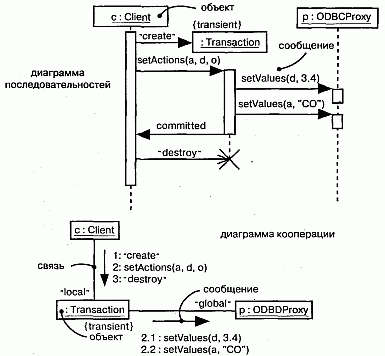 объект
c : Client
p : ODBCProxy
{transient}
"create"
: Transaction
сообщение
setActions(a, d, o)
диаграмма
последовательностей
setValues(d, 3.4)
setValues(a, "CO")
committed
"destroy"
c : Client
диаграмма кооперации
1: "create"
связь
2: setActions(a, d, o)
3: "destroy"
сообщение
"local"
"global"
: Transaction
p : ODBDProxy
{transient}
объект
2.1 : setValues(d, 3.4)
2.2 : setValues(a, "CO")